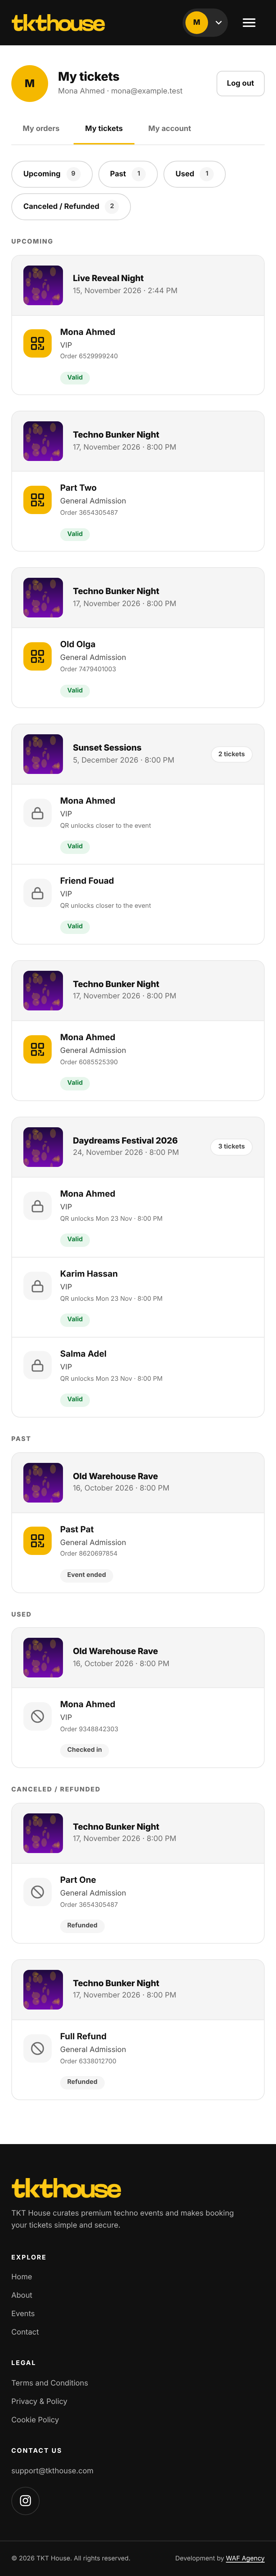 tkthouse
M
M
My tickets
Mona Ahmed · mona@example.test
Log out
My orders
My tickets
My account
Upcoming 9
Past 1
Used 1
Canceled / Refunded 2
UPCOMING
Live Reveal Night
15, November 2026 · 2:44 PM
Mona Ahmed
VIP
Order 6529999240
Valid
Techno Bunker Night
17, November 2026 · 8:00 PM
Part Two
General Admission
Order 3654305487
Valid
Techno Bunker Night
17, November 2026 · 8:00 PM
Old Olga
General Admission
Order 7479401003
Valid
Sunset Sessions
5, December 2026 · 8:00 PM
2 tickets
Mona Ahmed
VIP
QR unlocks closer to the event
Valid
Friend Fouad
VIP
QR unlocks closer to the event
Valid
Techno Bunker Night
17, November 2026 · 8:00 PM
Mona Ahmed
General Admission
Order 6085525390
Valid
Daydreams Festival 2026
24, November 2026 · 8:00 PM
3 tickets
Mona Ahmed
VIP
QR unlocks Mon 23 Nov · 8:00 PM
Valid
Karim Hassan
VIP
QR unlocks Mon 23 Nov · 8:00 PM
Valid
Salma Adel
VIP
QR unlocks Mon 23 Nov · 8:00 PM
Valid
PAST
Old Warehouse Rave
16, October 2026 · 8:00 PM
Past Pat
General Admission
Order 8620697854
Event ended
USED
Old Warehouse Rave
16, October 2026 · 8:00 PM
Mona Ahmed
VIP
Order 9348842303
Checked in
CANCELED / REFUNDED
Techno Bunker Night
17, November 2026 · 8:00 PM
Part One
General Admission
Order 3654305487
Refunded
Techno Bunker Night
17, November 2026 · 8:00 PM
Full Refund
General Admission
Order 6338012700
Refunded
tkthouse
TKT House curates premium techno events and makes booking
your tickets simple and secure.
EXPLORE
Home
About
Events
Contact
LEGAL
Terms and Conditions
Privacy & Policy
Cookie Policy
CONTACT US
support@tkthouse.com
© 2026 TKT House. All rights reserved.
Development by WAF Agency